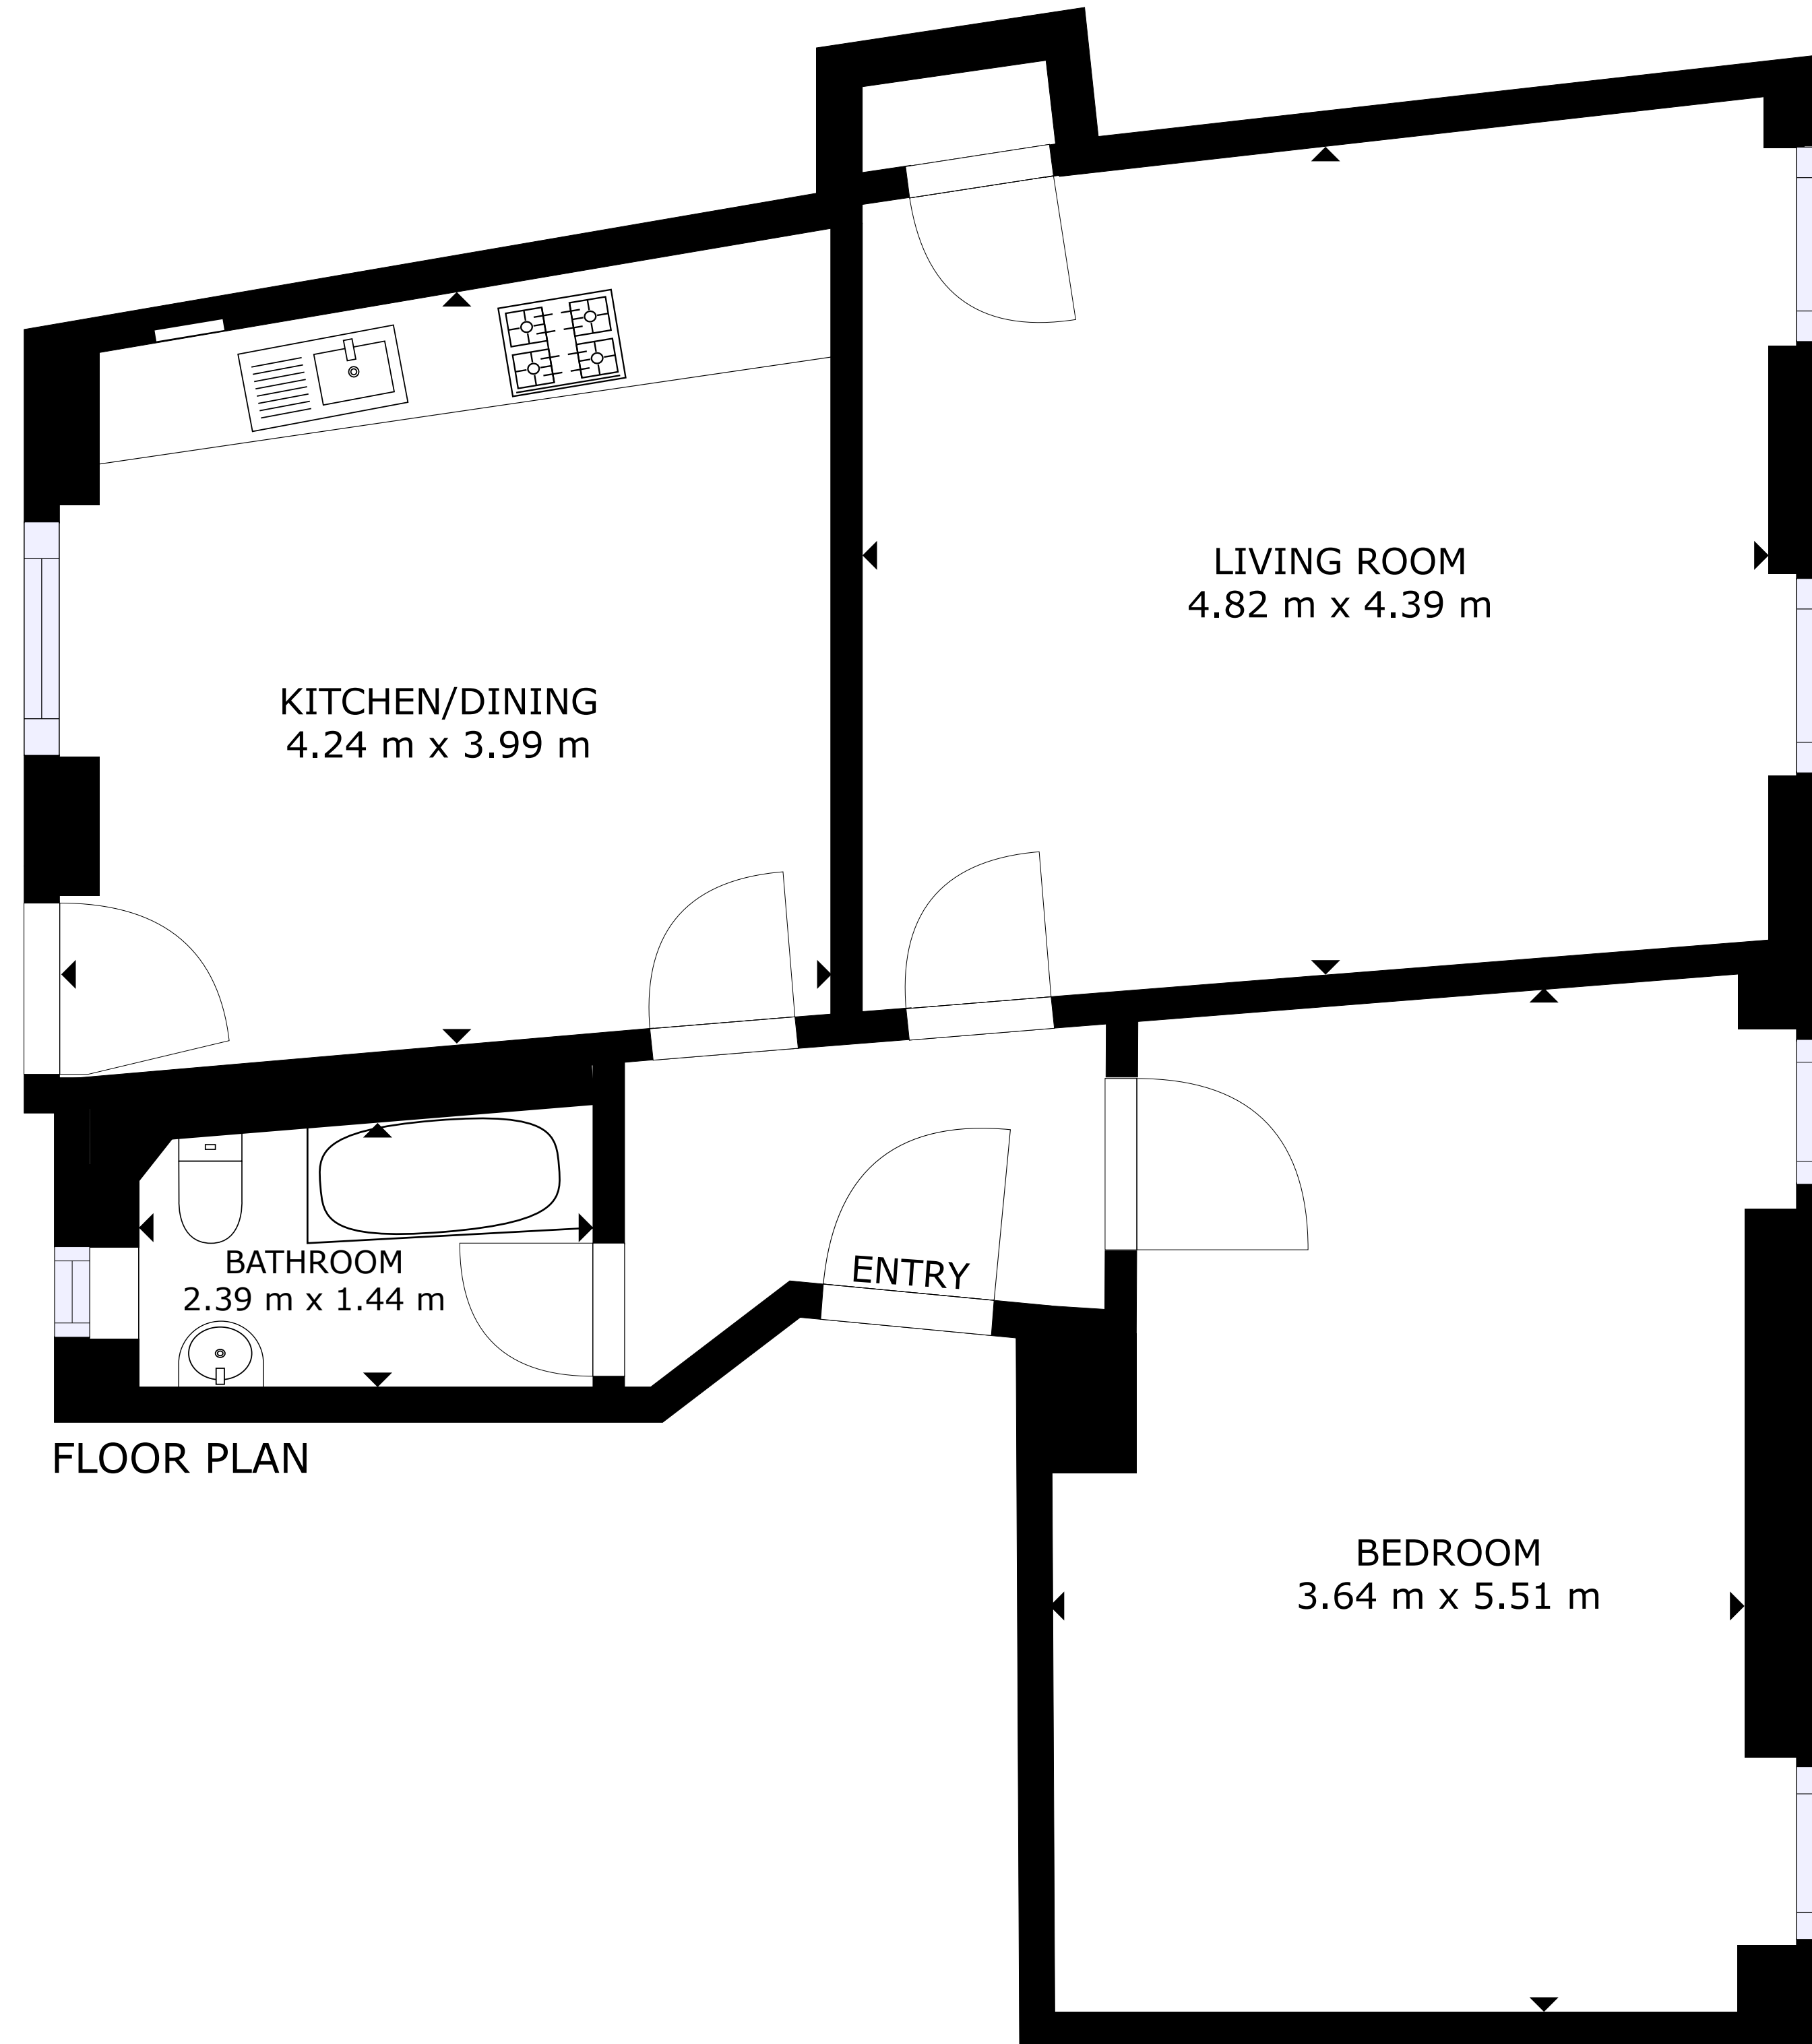 LIVING ROOM
4.82 m x 4.39 m
KITCHEN/DINING
4.24 m x 3.99 m
BATHROOM
2.39 m x 1.44 m
ENTRY
FLOOR PLAN
BEDROOM
3.64 m x 5.51 m